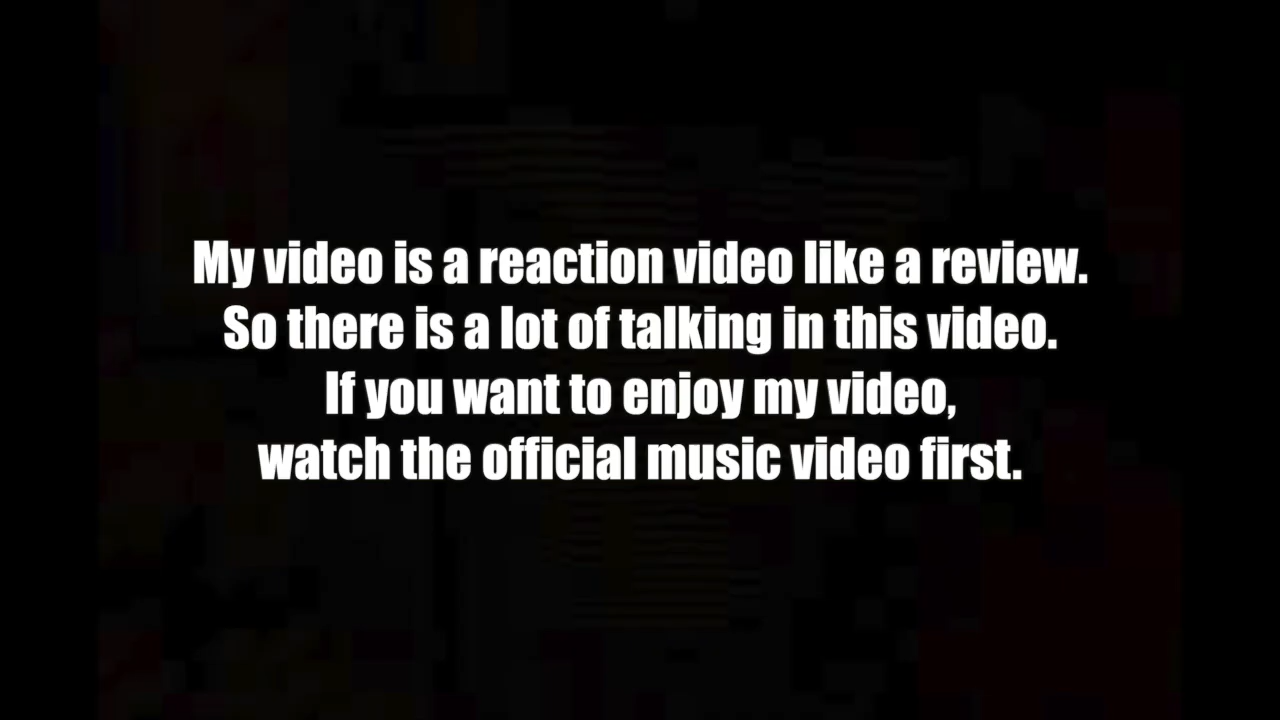 My video is a reaction video like a review.
So there is a lot of talking in this video.
If you want to enjoy my video,
watch the official music video first.